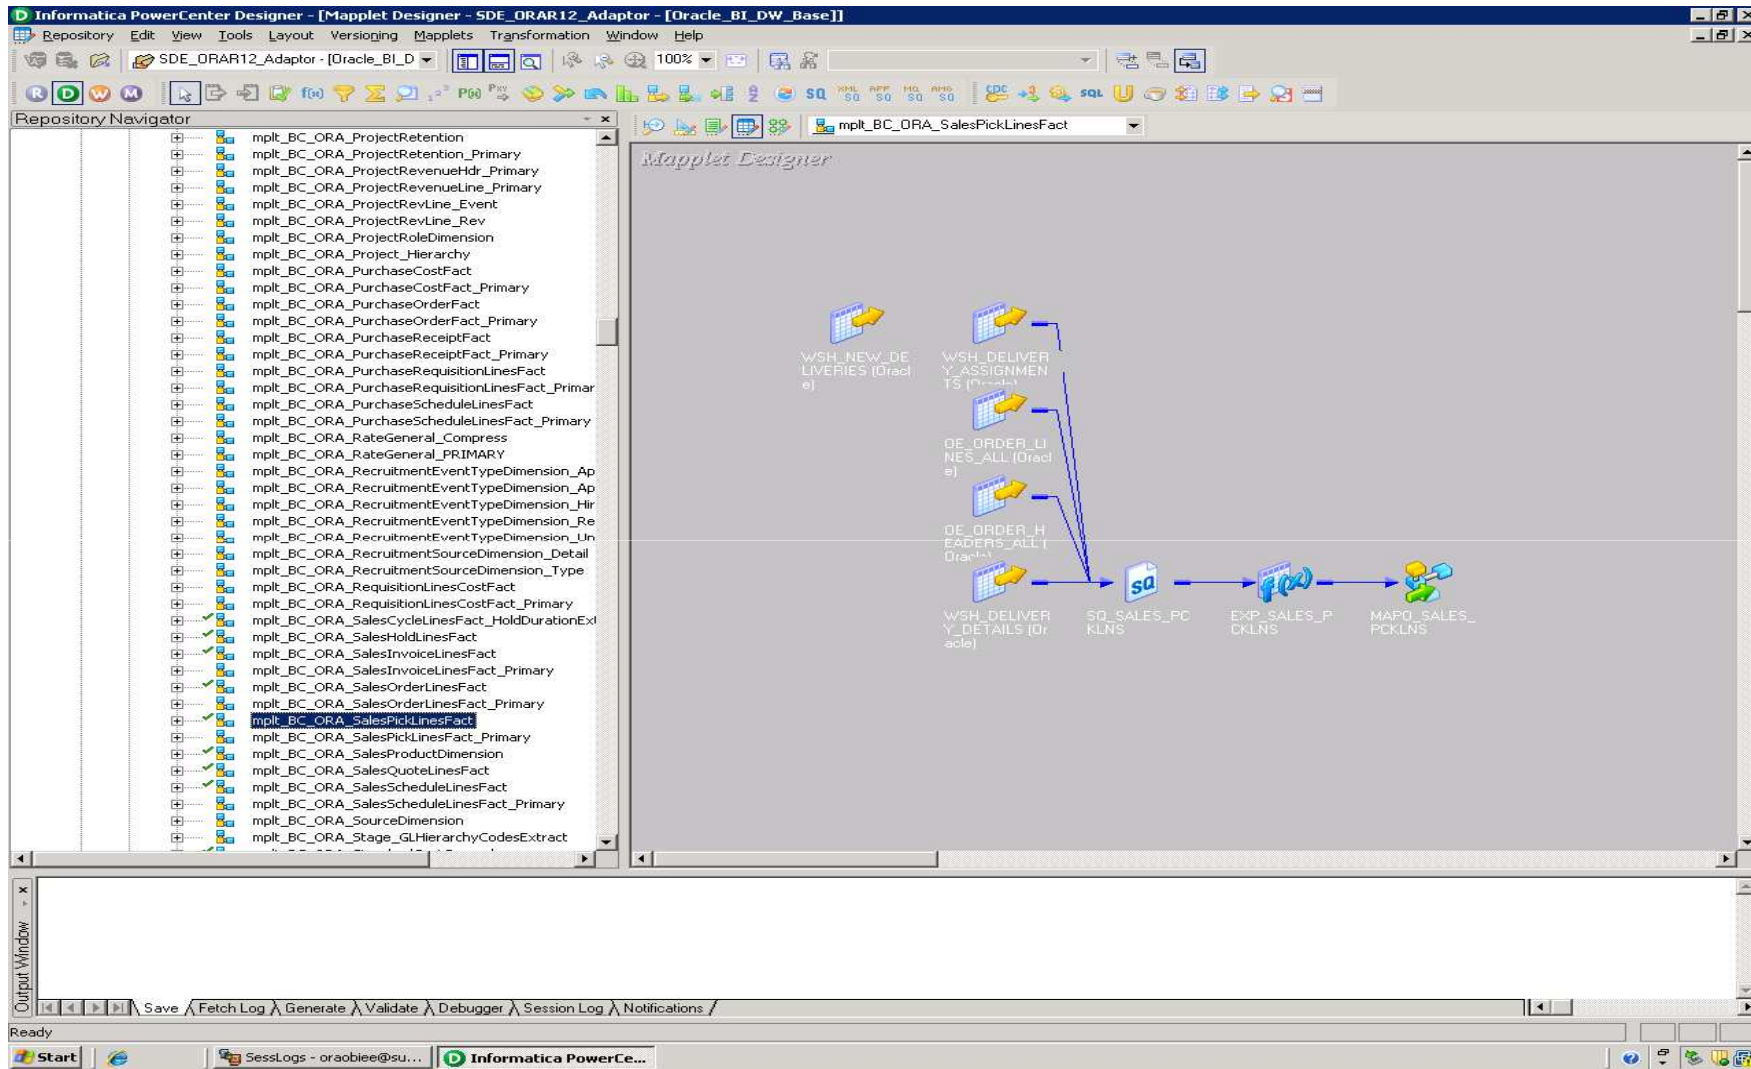 Informatica PowerCenter Designer - [Mapplet Designer - SDE_ORAR12_Adaptor - [Oracle_BI_DW_Base]]
Repository Edit View Tools Layout Versioning Mapplets Transformation Window Help
SDE_ORAR12_Adaptor - [Oracle_BI_D
100%
Repository Navigator
mplt_BC_ORA_SalesPickLinesFact
mplt_BC_ORA_ProjectRetention
mplt_BC_ORA_ProjectRetention_Primary
mplt_BC_ORA_ProjectRevenueHdr_Primary
mplt_BC_ORA_ProjectRevenueLine_Primary
mplt_BC_ORA_ProjectRevLine_Event
mplt_BC_ORA_ProjectRevLine_Rev
mplt_BC_ORA_ProjectRoleDimension
mplt_BC_ORA_Project_Hierarchy
mplt_BC_ORA_PurchaseCostFact
mplt_BC_ORA_PurchaseCostFact_Primary
mplt_BC_ORA_PurchaseOrderFact
mplt_BC_ORA_PurchaseOrderFact_Primary
mplt_BC_ORA_PurchaseReceiptFact
mplt_BC_ORA_PurchaseReceiptFact_Primary
mplt_BC_ORA_PurchaseRequisitionLinesFact
mplt_BC_ORA_PurchaseRequisitionLinesFact_Primar
mplt_BC_ORA_PurchaseScheduleLinesFact
mplt_BC_ORA_PurchaseScheduleLinesFact_Primary
mplt_BC_ORA_RateGeneral_Compress
mplt_BC_ORA_RateGeneral_PRIMARY
mplt_BC_ORA_RecruitmentEventTypeDimension_Ap
mplt_BC_ORA_RecruitmentEventTypeDimension_Ap
mplt_BC_ORA_RecruitmentEventTypeDimension_Hir
mplt_BC_ORA_RecruitmentEventTypeDimension_Re
mplt_BC_ORA_RecruitmentEventTypeDimension_Un
mplt_BC_ORA_RecruitmentSourceDimension_Detail
mplt_BC_ORA_RecruitmentSourceDimension_Type
mplt_BC_ORA_RequisitionLinesCostFact
mplt_BC_ORA_RequisitionLinesCostFact_Primary
mplt_BC_ORA_SalesCycleLinesFact_HoldDurationExt
mplt_BC_ORA_SalesHoldLinesFact
mplt_BC_ORA_SalesInvoiceLinesFact
mplt_BC_ORA_SalesInvoiceLinesFact_Primary
mplt_BC_ORA_SalesOrderLinesFact
mplt_BC_ORA_SalesOrderLinesFact_Primary
mplt_BC_ORA_SalesPickLinesFact
mplt_BC_ORA_SalesPickLinesFact_Primary
mplt_BC_ORA_SalesProductDimension
mplt_BC_ORA_SalesQuoteLinesFact
mplt_BC_ORA_SalesScheduleLinesFact
mplt_BC_ORA_SalesScheduleLinesFact_Primary
mplt_BC_ORA_SourceDimension
mplt_BC_ORA_Stage_GLHierarchyCodesExtract
Mapplet Designer
WSH_NEW_DE
LIVERIES (Oracl
e)
WSH_DELIVER
Y_ASSIGNMEN
TS (Oracle)
OE_ORDER_LI
NES_ALL (Oracl
e)
OE_ORDER_H
EADERS_ALL (
Oracle)
WSH_DELIVER
Y_DETAILS (Or
acle)
SQ
SQ_SALES_PC
KLNS
f(x)
EXP_SALES_P
CKLNS
MAPO_SALES_
PCKLNS
Output Window
Save Fetch Log Generate Validate Debugger Session Log Notifications
Ready
Start
SessLogs - oraobiee@su...
Informatica PowerCe...